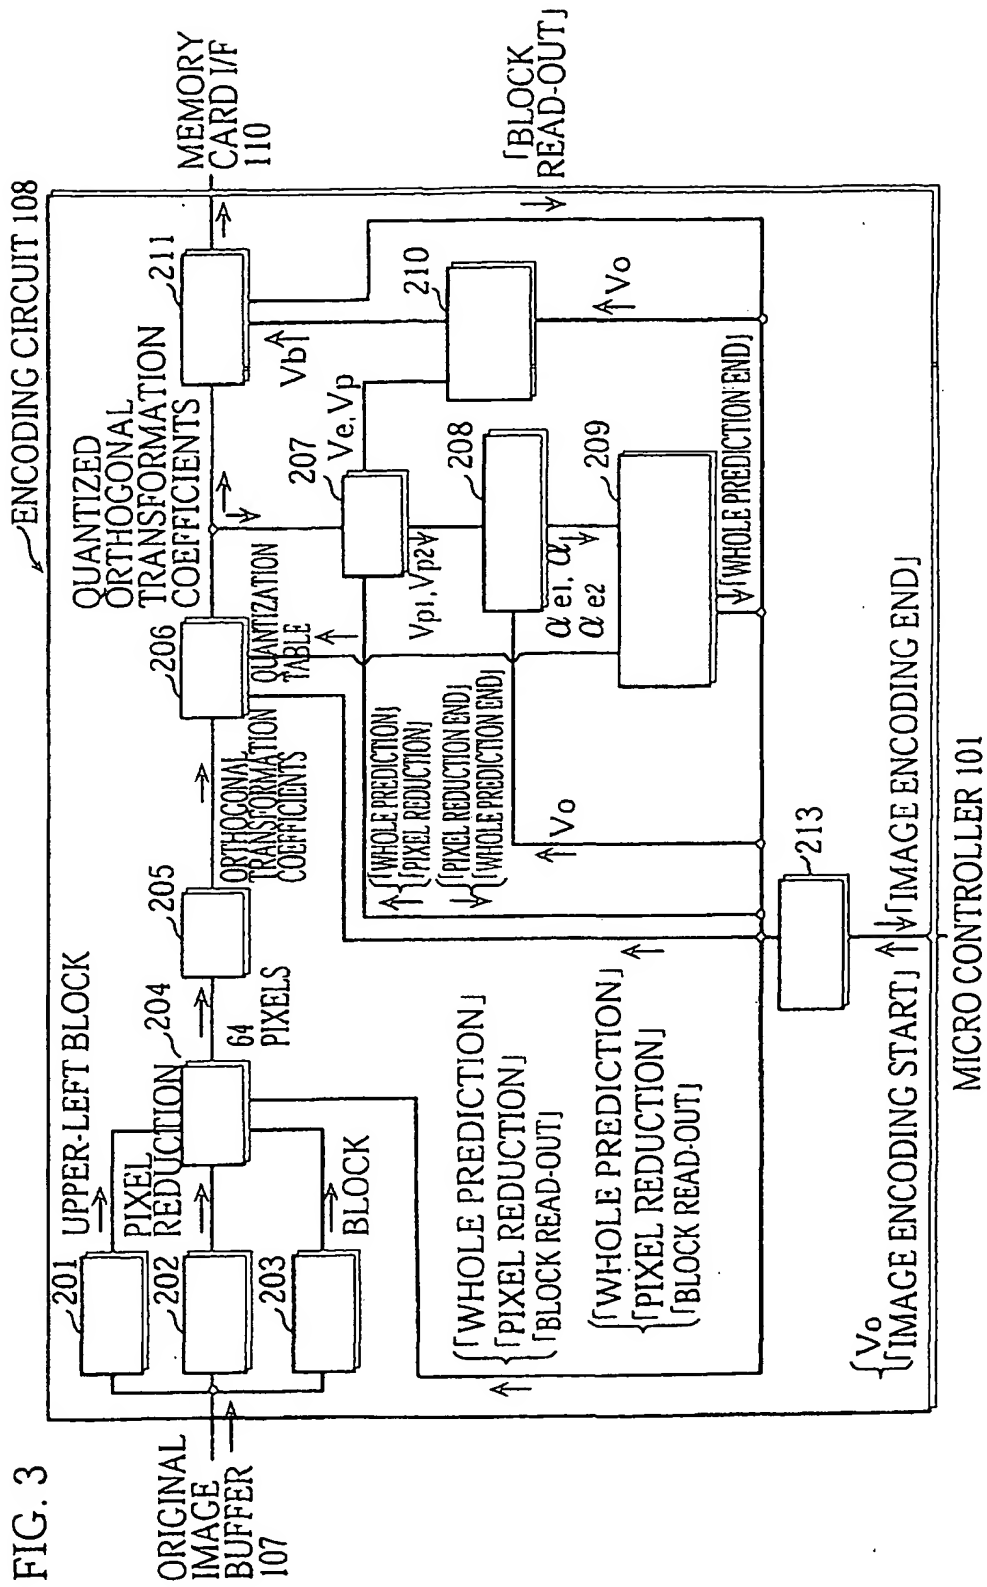 FIG. 3
ENCODING CIRCUIT 108
ORIGINAL
IMAGE
BUFFER
107
201
202
203
UPPER-LEFT BLOCK
PIXEL
REDUCTION
BLOCK
204
64
PIXELS
205
ORTHOGONAL
TRANSFORMATION
COEFFICIENTS
206
QUANTIZATION
TABLE
QUANTIZED
ORTHOGONAL
TRANSFORMATION
COEFFICIENTS
211
MEMORY
CARD I/F
110
Vb
207
Ve, Vp
210
Vo
「BLOCK
READ-OUT」
Vp1, Vp2
208
αe1, α
αe2
209
「WHOLE PREDICTION END」
「WHOLE PREDICTION」
「PIXEL REDUCTION」
「PIXEL REDUCTION END」
「WHOLE PREDICTION END」
Vo
「WHOLE PREDICTION」
「PIXEL REDUCTION」
「BLOCK READ-OUT」
「WHOLE PREDICTION」
「PIXEL REDUCTION」
「BLOCK READ-OUT」
213
Vo
「IMAGE ENCODING START」
「IMAGE ENCODING END」
MICRO CONTROLLER 101